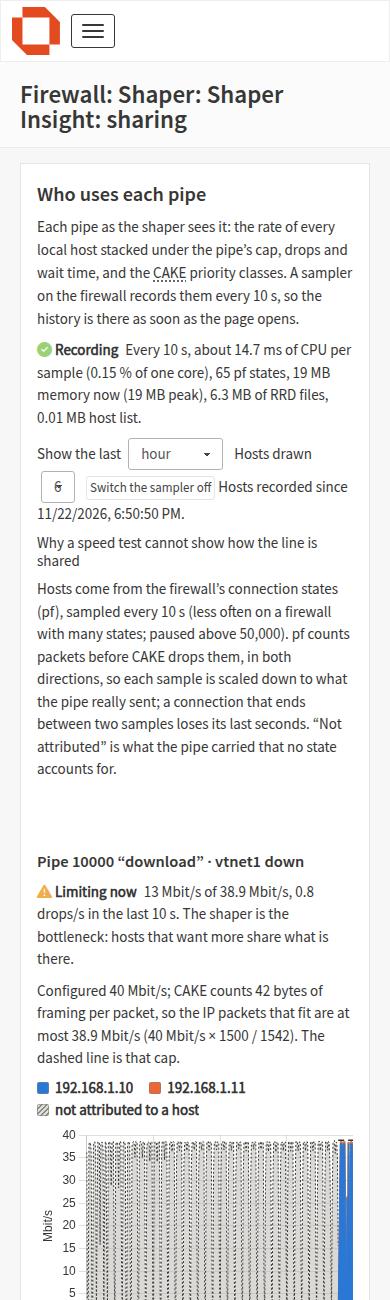 Firewall: Shaper: Shaper
Insight: sharing
Who uses each pipe
Each pipe as the shaper sees it: the rate of every
local host stacked under the pipe's cap, drops and
wait time, and the CAKE priority classes. A sampler
on the firewall records them every 10 s, so the
history is there as soon as the page opens.
Recording Every 10 s, about 14.7 ms of CPU per
sample (0.15 % of one core), 65 pf states, 19 MB
memory now (19 MB peak), 6.3 MB of RRD files,
0.01 MB host list.
Show the last hour Hosts drawn
6 Switch the sampler off Hosts recorded since
11/22/2026, 6:50:50 PM.
Why a speed test cannot show how the line is
shared
Hosts come from the firewall's connection states
(pf), sampled every 10 s (less often on a firewall
with many states; paused above 50,000). pf counts
packets before CAKE drops them, in both
directions, so each sample is scaled down to what
the pipe really sent; a connection that ends
between two samples loses its last seconds. “Not
attributed” is what the pipe carried that no state
accounts for.
Pipe 10000 “download” · vtnet1 down
Limiting now 13 Mbit/s of 38.9 Mbit/s, 0.8
drops/s in the last 10 s. The shaper is the
bottleneck: hosts that want more share what is
there.
Configured 40 Mbit/s; CAKE counts 42 bytes of
framing per packet, so the IP packets that fit are at
most 38.9 Mbit/s (40 Mbit/s × 1500 / 1542). The
dashed line is that cap.
192.168.1.10 192.168.1.11
not attributed to a host
40
35
30
25
20
15
10
5
Mbit/s